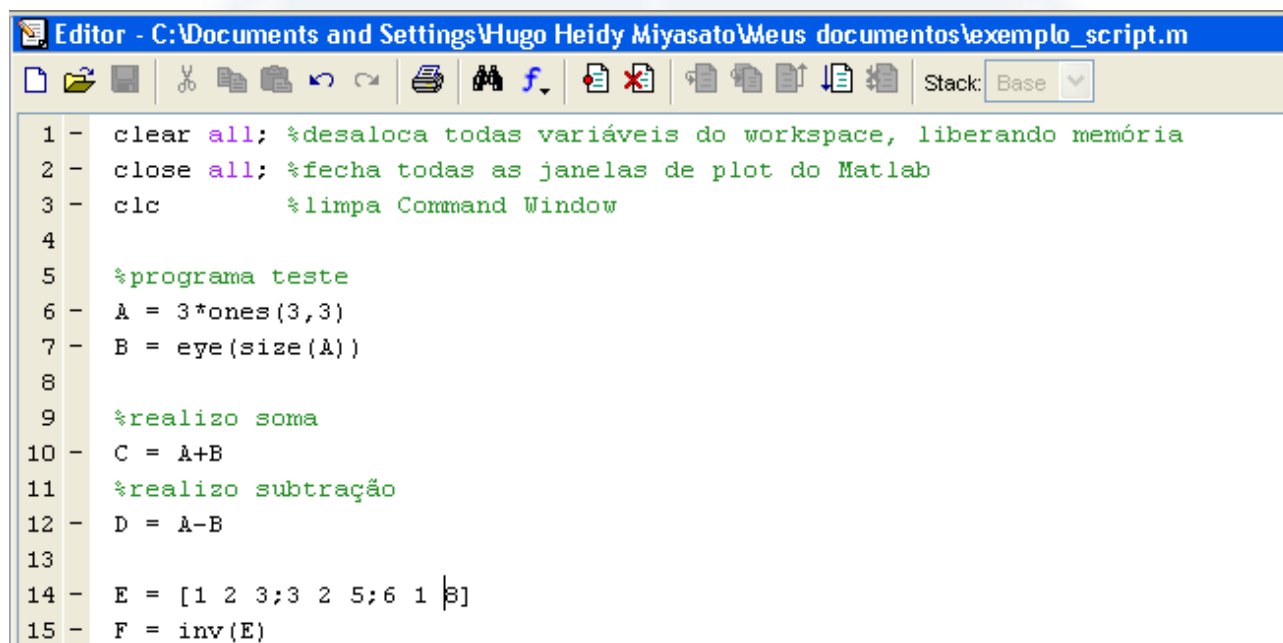 Editor - C:\Documents and Settings\Hugo Heidy Miyasato\Meus documentos\exemplo_script.m
Stack: Base
1 - clear all; %desaloca todas variáveis do workspace, liberando memória
2 - close all; %fecha todas as janelas de plot do Matlab
3 - clc %limpa Command Window
4
5 %programa teste
6 - A = 3*ones(3,3)
7 - B = eye(size(A))
8
9 %realizo soma
10 - C = A+B
11 %realizo subtração
12 - D = A-B
13
14 - E = [1 2 3;3 2 5;6 1 8]
15 - F = inv(E)